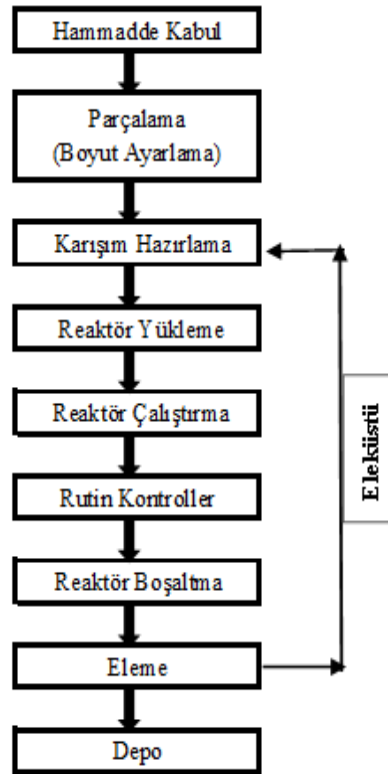 Hammadde Kabul
Parçalama
(Boyut Ayarlama)
Karışım Hazırlama
Reaktör Yükleme
Reaktör Çalıştırma
Rutin Kontroller
Reaktör Boşaltma
Eleme
Depo
Eleküstü